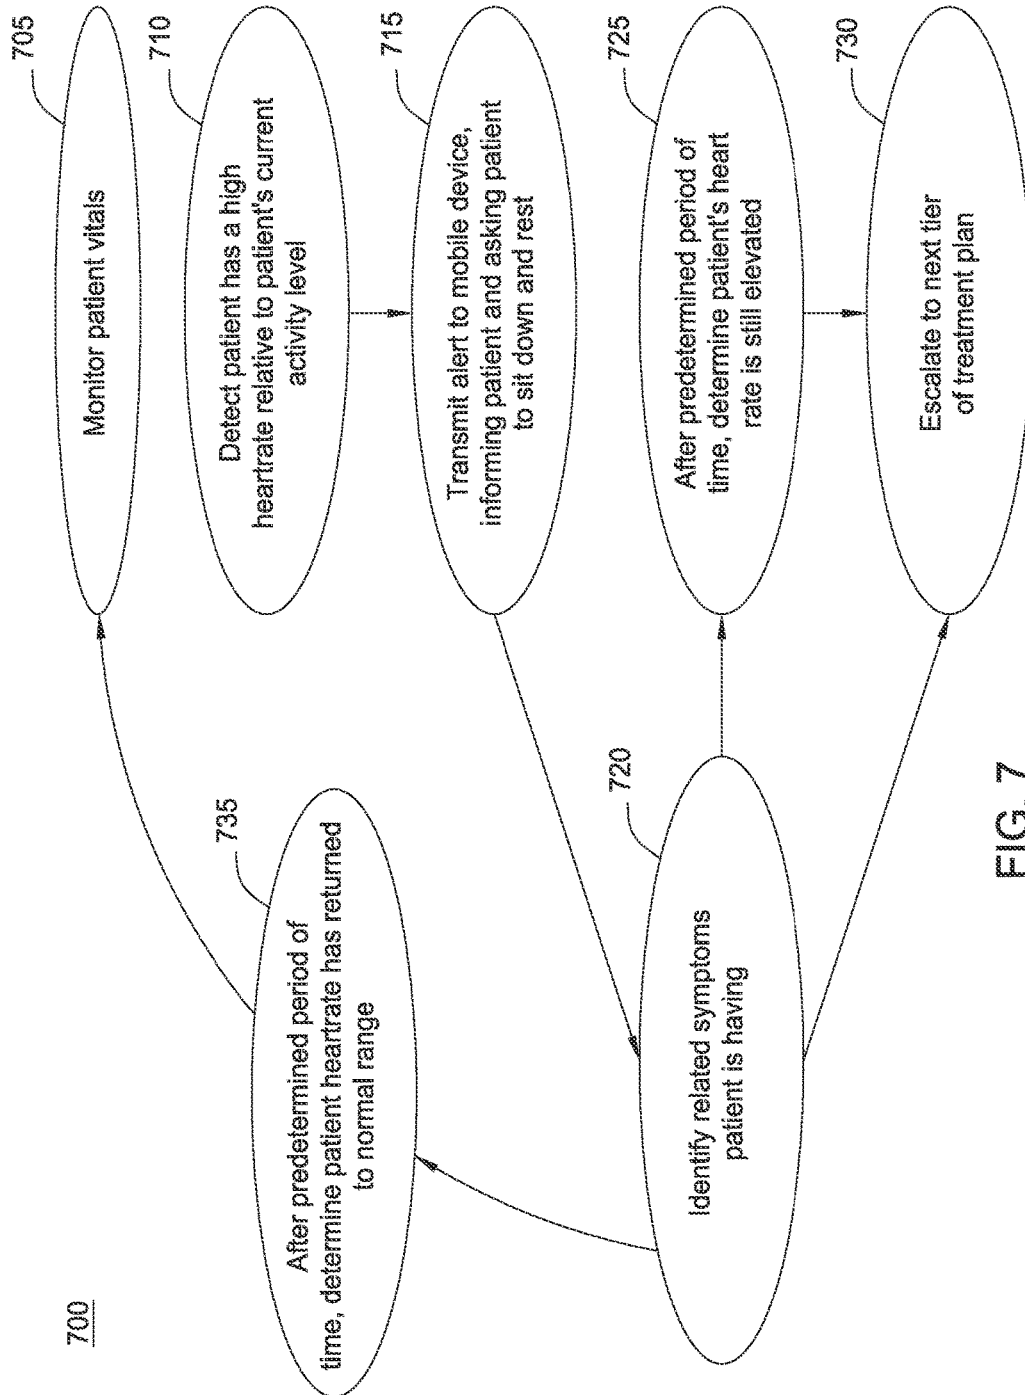 700
705
Monitor patient vitals
710
Detect patient has a high
heartrate relative to patient's current
activity level
715
Transmit alert to mobile device,
informing patient and asking patient
to sit down and rest
735
After predetermined period of
time, determine patient heartrate has returned
to normal range
720
Identify related symptoms
patient is having
725
After predetermined period of
time, determine patient's heart
rate is still elevated
730
Escalate to next tier
of treatment plan
FIG. 7